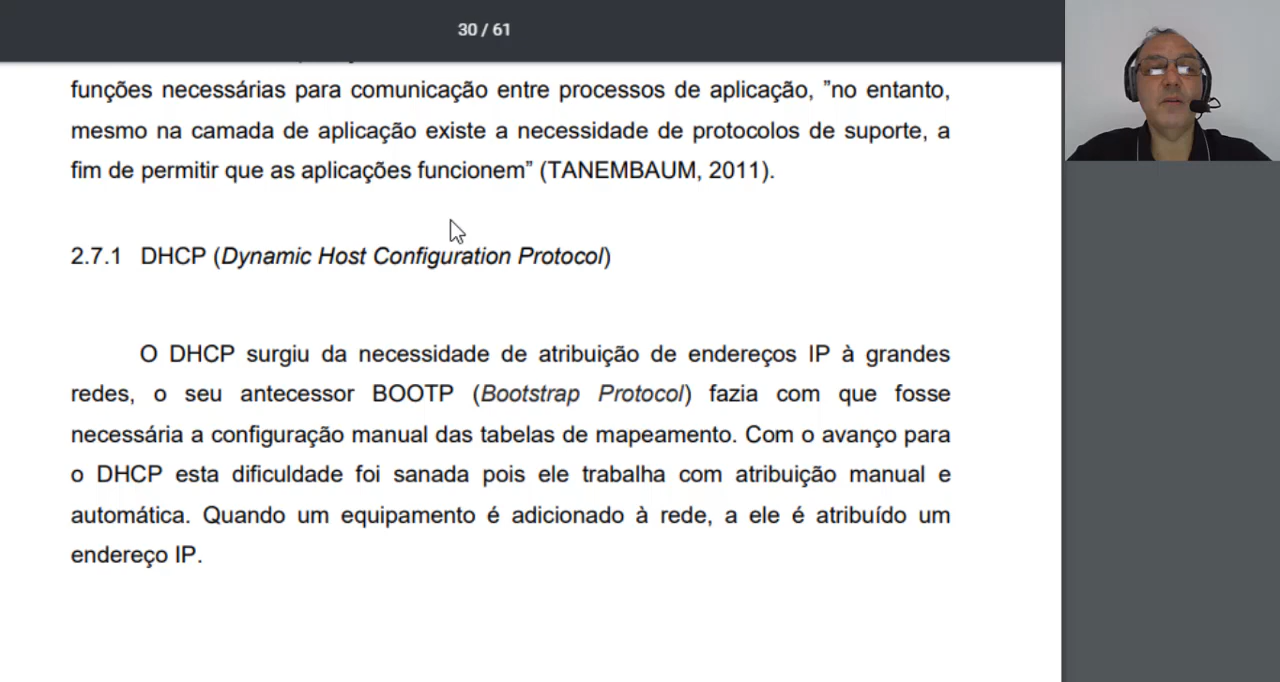 30 / 61
funções necessárias para comunicação entre processos de aplicação, ”no entanto,
mesmo na camada de aplicação existe a necessidade de protocolos de suporte, a
fim de permitir que as aplicações funcionem” (TANEMBAUM, 2011).
2.7.1 DHCP (Dynamic Host Configuration Protocol)
O DHCP surgiu da necessidade de atribuição de endereços IP à grandes
redes, o seu antecessor BOOTP (Bootstrap Protocol) fazia com que fosse
necessária a configuração manual das tabelas de mapeamento. Com o avanço para
o DHCP esta dificuldade foi sanada pois ele trabalha com atribuição manual e
automática. Quando um equipamento é adicionado à rede, a ele é atribuído um
endereço IP.